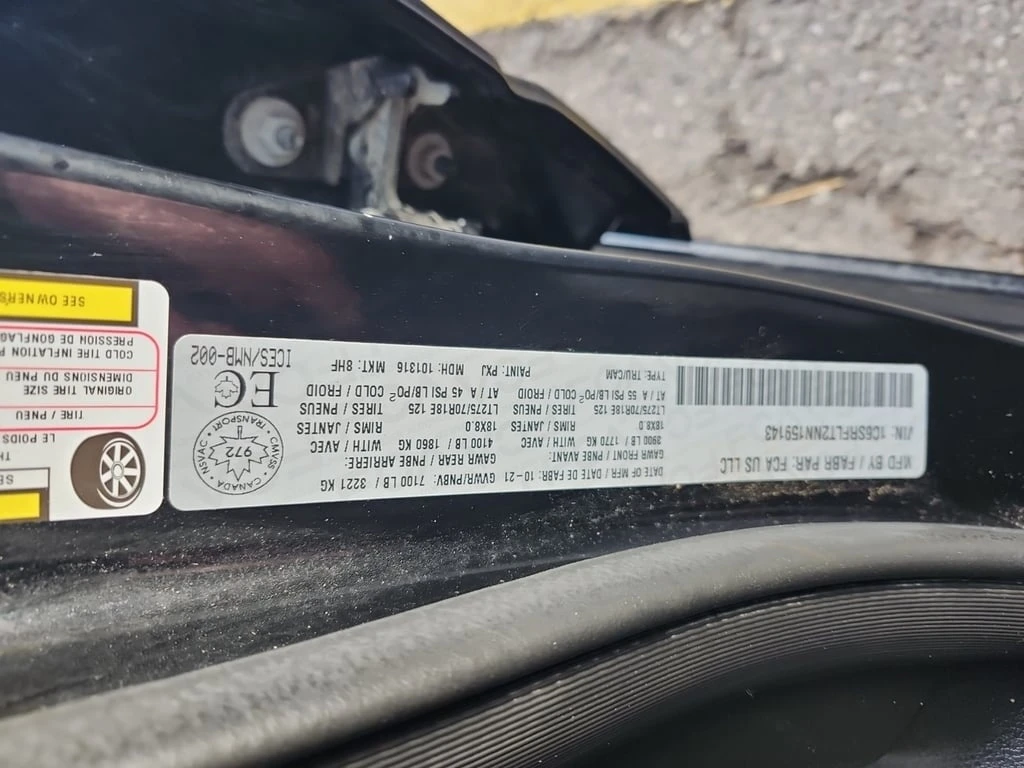 MFD BY / FABR PAR: FCA US LLC
DATE OF MFR / DATE DE FABR: 10-21
GVWR/PNBV: 7100 LB / 3221 KG
GAWR FRONT / PNBE AVANT:
GAWR REAR / PNBE ARRIERE:
3900 LB / 1770 KG WITH / AVEC
4100 LB / 1860 KG WITH / AVEC
18X8.0 RIMS / JANTES
18X8.0 RIMS / JANTES
LT275/70R18E 125 TIRES / PNEUS
LT275/70R18E 125 TIRES / PNEUS
AT / A 55 PSI LB/PO² COLD / FROID
AT / A 45 PSI LB/PO² COLD / FROID
VIN: 1C6SRFLT2NN159143
TYPE: TRU/CAM
PAINT: PXJ
MDH: 101316
MKT: 8HF
ICES/NMB-002
EC
CMVSS • TRANSPORT • NSVAC • CANADA
972
LE POIDS
TH
SE
TIRE / PNEU
ORIGINAL TIRE SIZE
DIMENSIONS DU PNEU
COLD TIRE INFLATION P
PRESSION DE GONFLAG
SEE OWNER'S